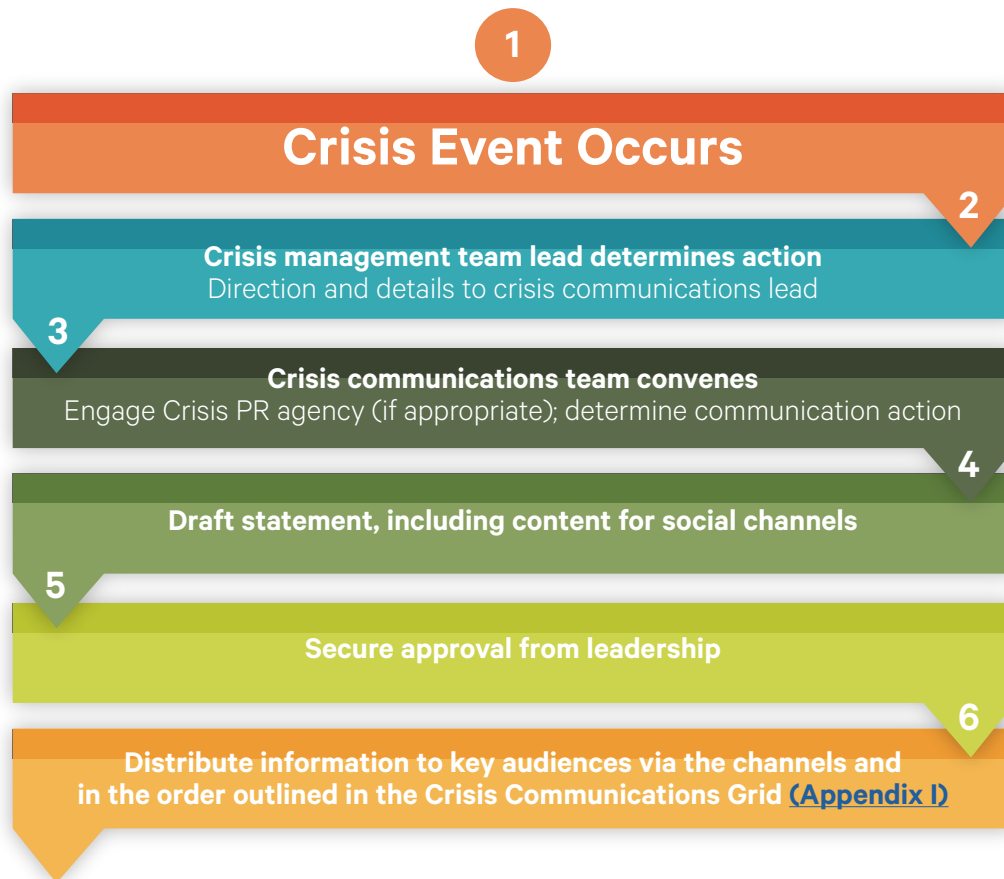 1
Crisis Event Occurs
2
Crisis management team lead determines action
Direction and details to crisis communications lead
3
Crisis communications team convenes
Engage Crisis PR agency (if appropriate); determine communication action
4
Draft statement, including content for social channels
5
Secure approval from leadership
6
Distribute information to key audiences via the channels and
in the order outlined in the Crisis Communications Grid (Appendix I)